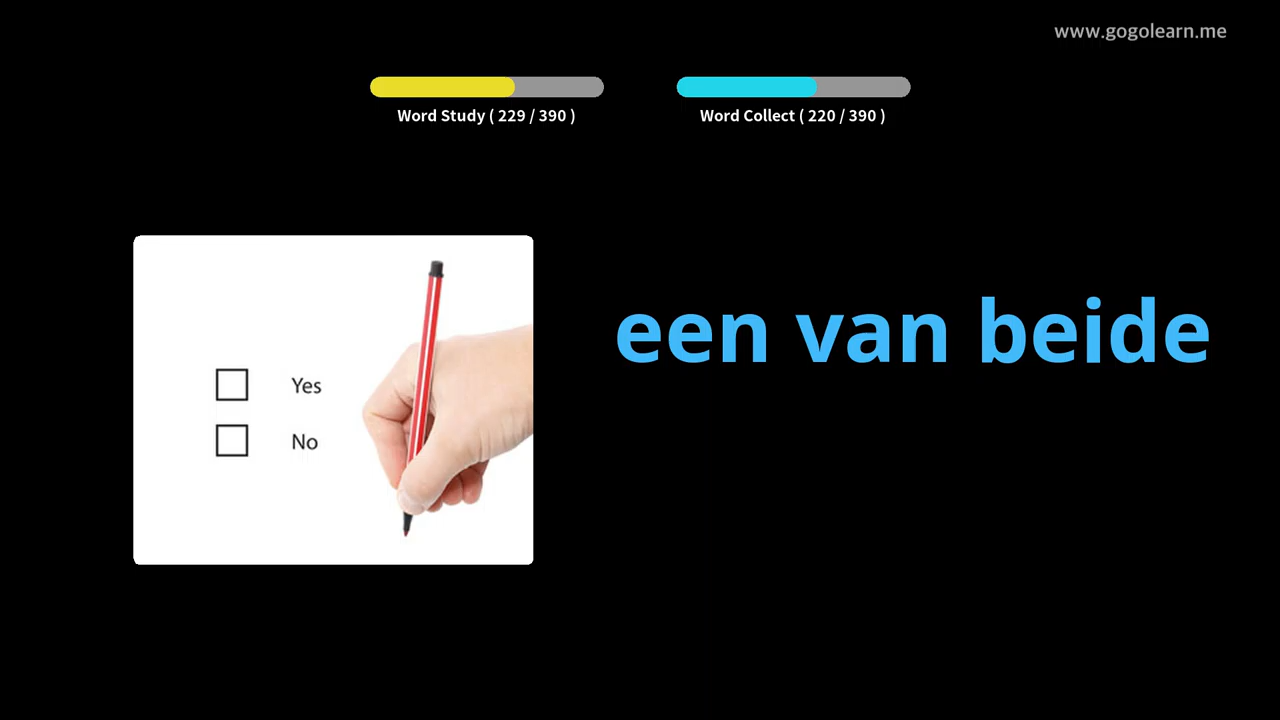 www.gogolearn.me
Word Study ( 229 / 390 )
Word Collect ( 220 / 390 )
een van beide
Yes
No